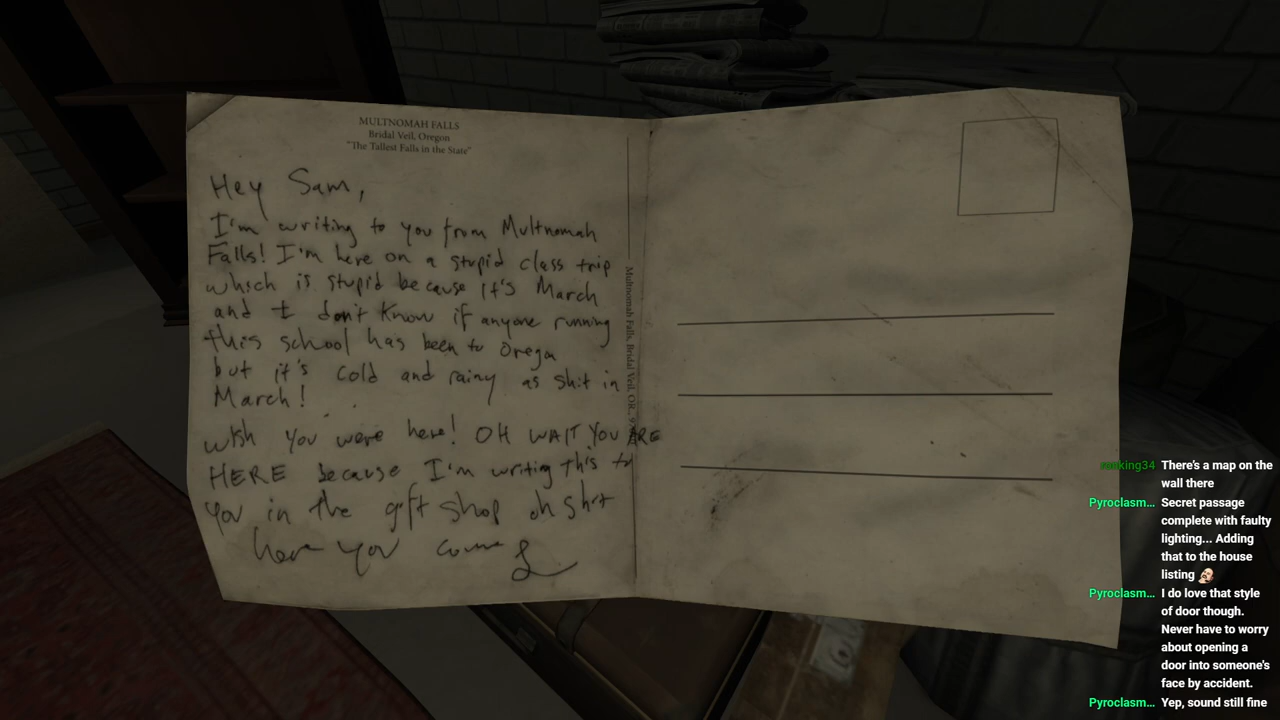 MULTNOMAH FALLS
Bridal Veil, Oregon
"The Tallest Falls in the State"
Hey Sam,
I'm writing to you from Multnomah
Falls! I'm here on a stupid class trip
which is stupid because it's March
and I don't know if anyone running
this school has been to Oregon
but it's cold and rainy as shit in
March!
wish you were here! OH WAIT YOU ARE
HERE because I'm writing this to
you in the gift shop oh shit
here you come
Multnomah Falls, Bridal Veil, OR.
There's a map on the
wall there
Pyroclasm... Secret passage
complete with faulty
lighting... Adding
that to the house
listing
Pyroclasm... I do love that style
of door though.
Never have to worry
about opening a
door into someone's
face by accident.
Pyroclasm... Yep, sound still fine